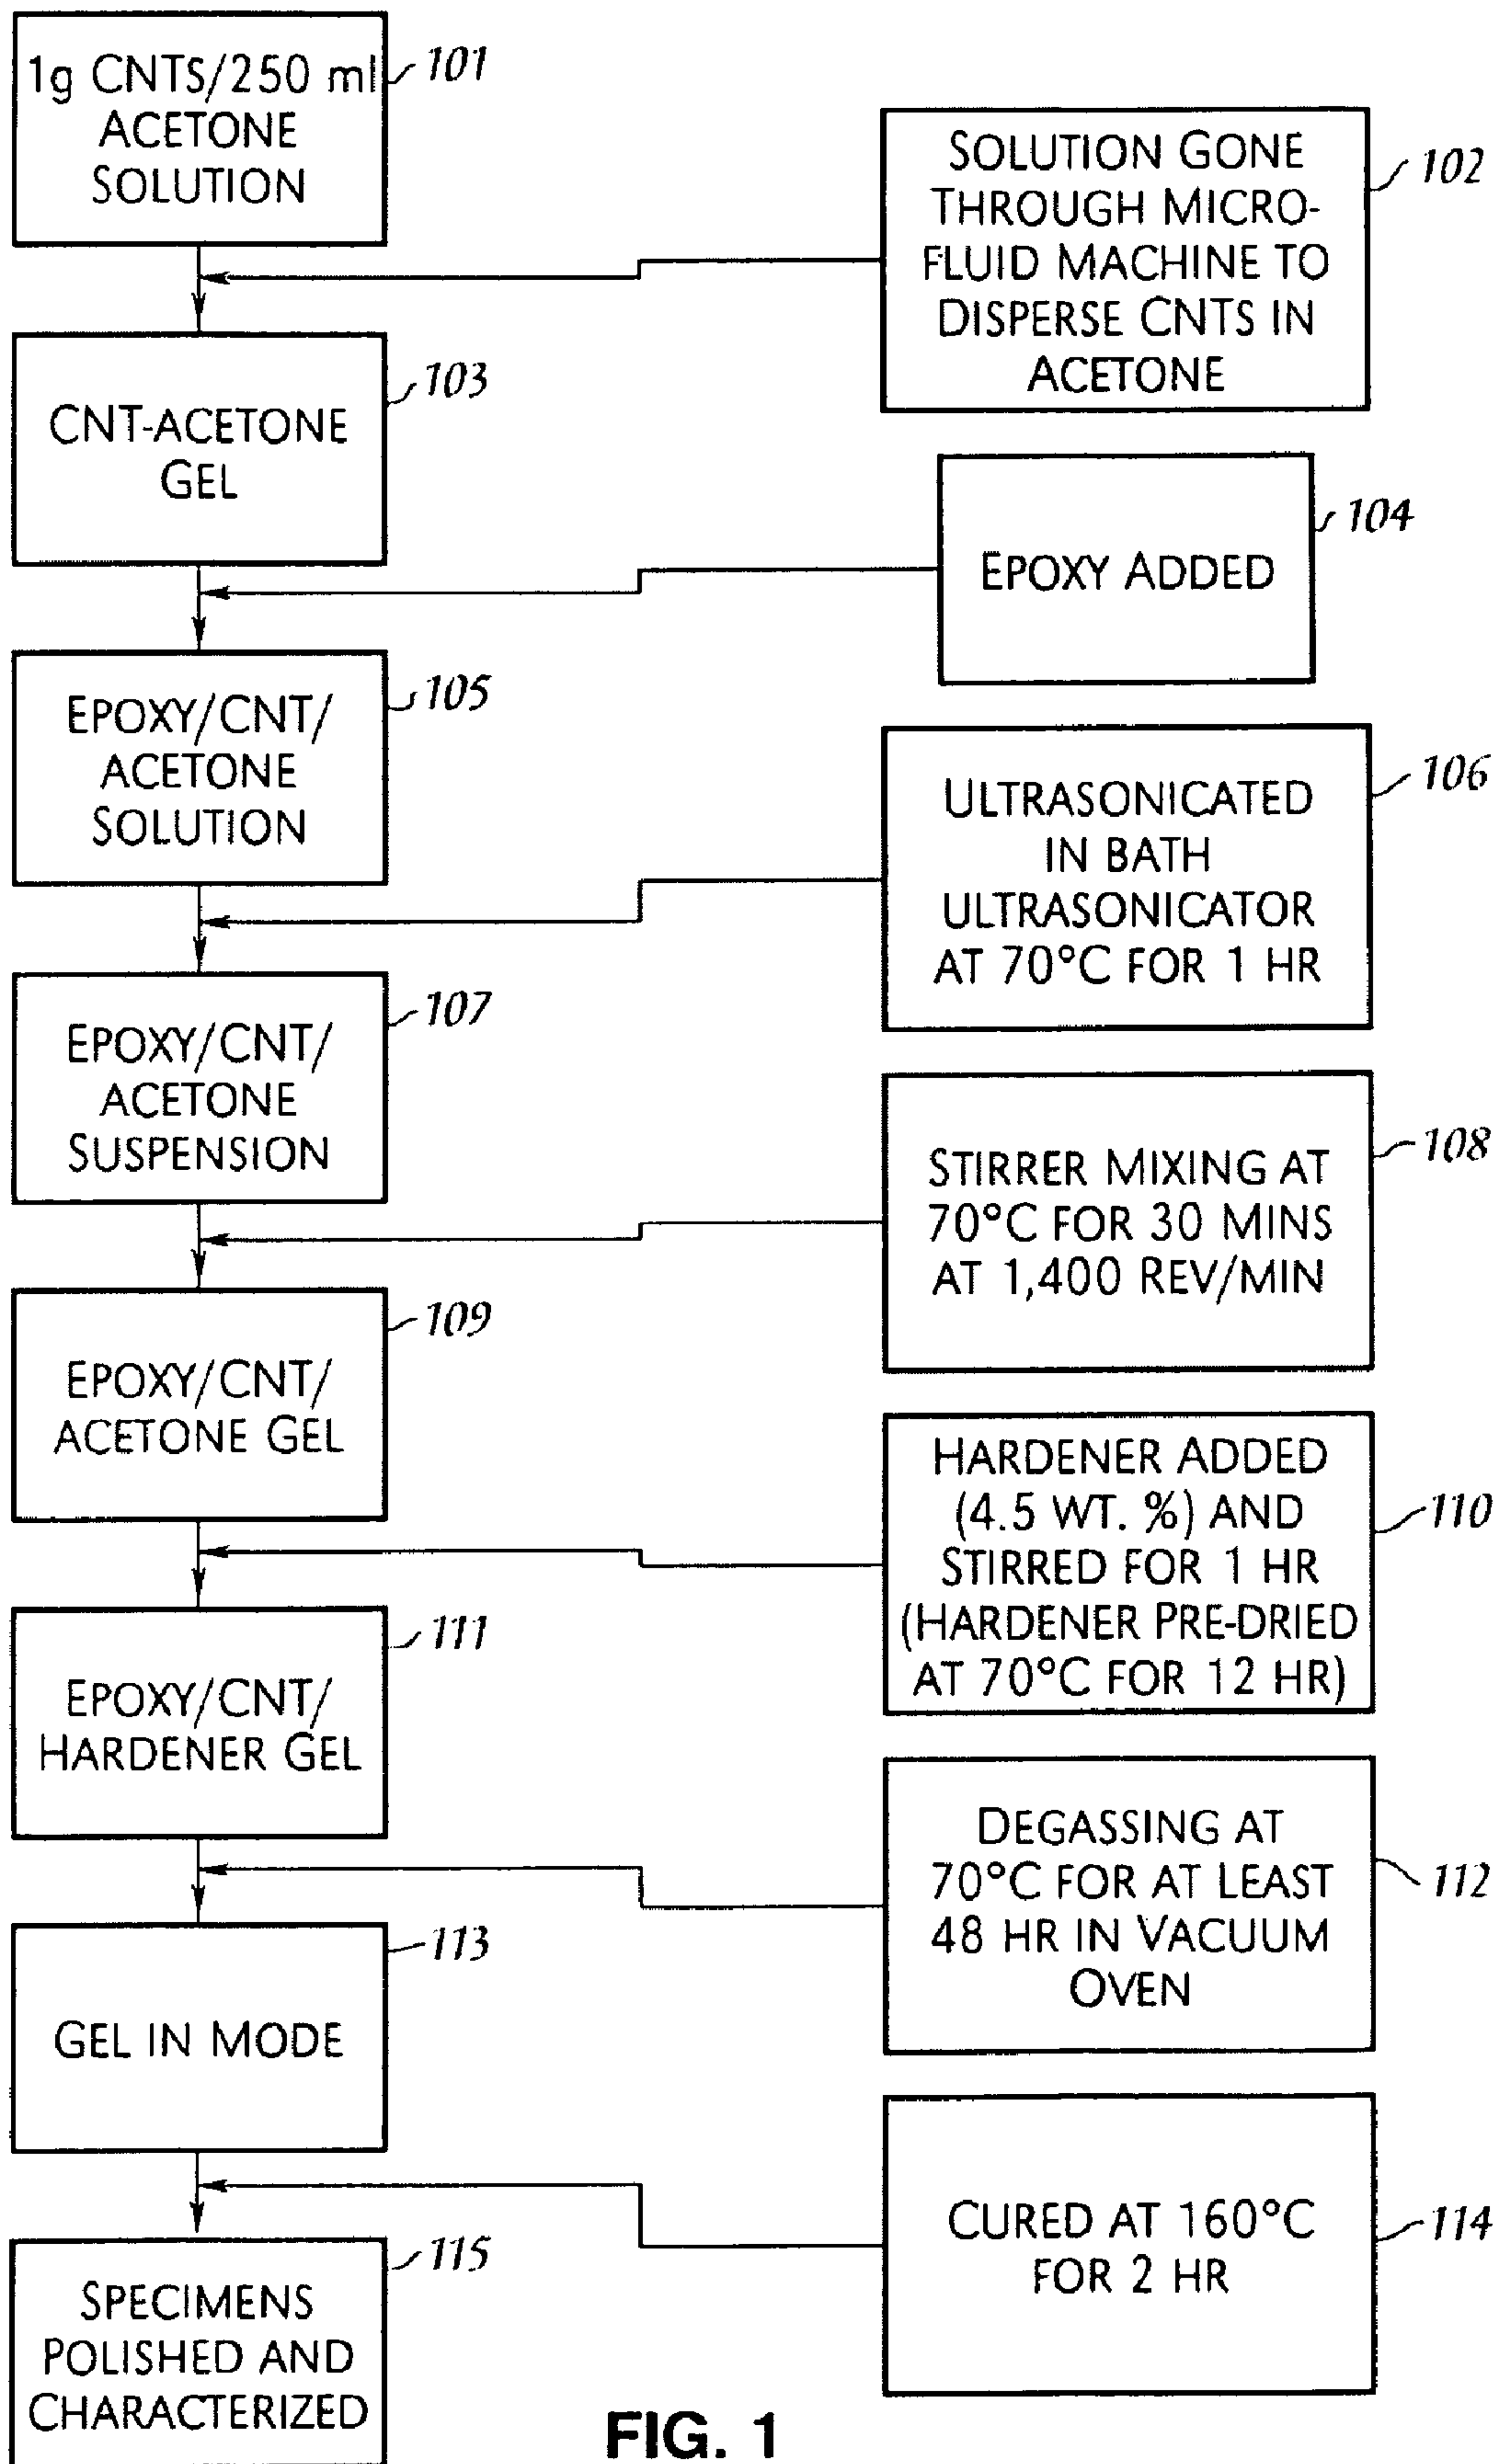 1g CNTS/250 ml
ACETONE
SOLUTION
101
SOLUTION GONE
THROUGH MICRO-
FLUID MACHINE TO
DISPERSE CNTS IN
ACETONE
102
CNT-ACETONE
GEL
103
EPOXY ADDED
104
EPOXY/CNT/
ACETONE
SOLUTION
105
ULTRASONICATED
IN BATH
ULTRASONICATOR
AT 70°C FOR 1 HR
106
EPOXY/CNT/
ACETONE
SUSPENSION
107
STIRRER MIXING AT
70°C FOR 30 MINS
AT 1,400 REV/MIN
108
EPOXY/CNT/
ACETONE GEL
109
HARDENER ADDED
(4.5 WT. %) AND
STIRRED FOR 1 HR
(HARDENER PRE-DRIED
AT 70°C FOR 12 HR)
110
EPOXY/CNT/
HARDENER GEL
111
DEGASSING AT
70°C FOR AT LEAST
48 HR IN VACUUM
OVEN
112
GEL IN MODE
113
CURED AT 160°C
FOR 2 HR
114
SPECIMENS
POLISHED AND
CHARACTERIZED
115
FIG. 1